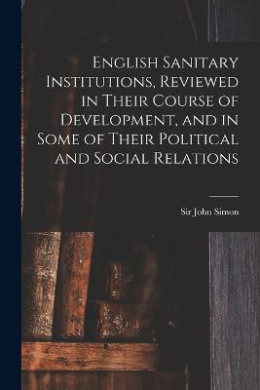 English Sanitary
Institutions, Reviewed
in Their Course of
Development, and in
Some of Their Political
and Social Relations
Sir John Simon